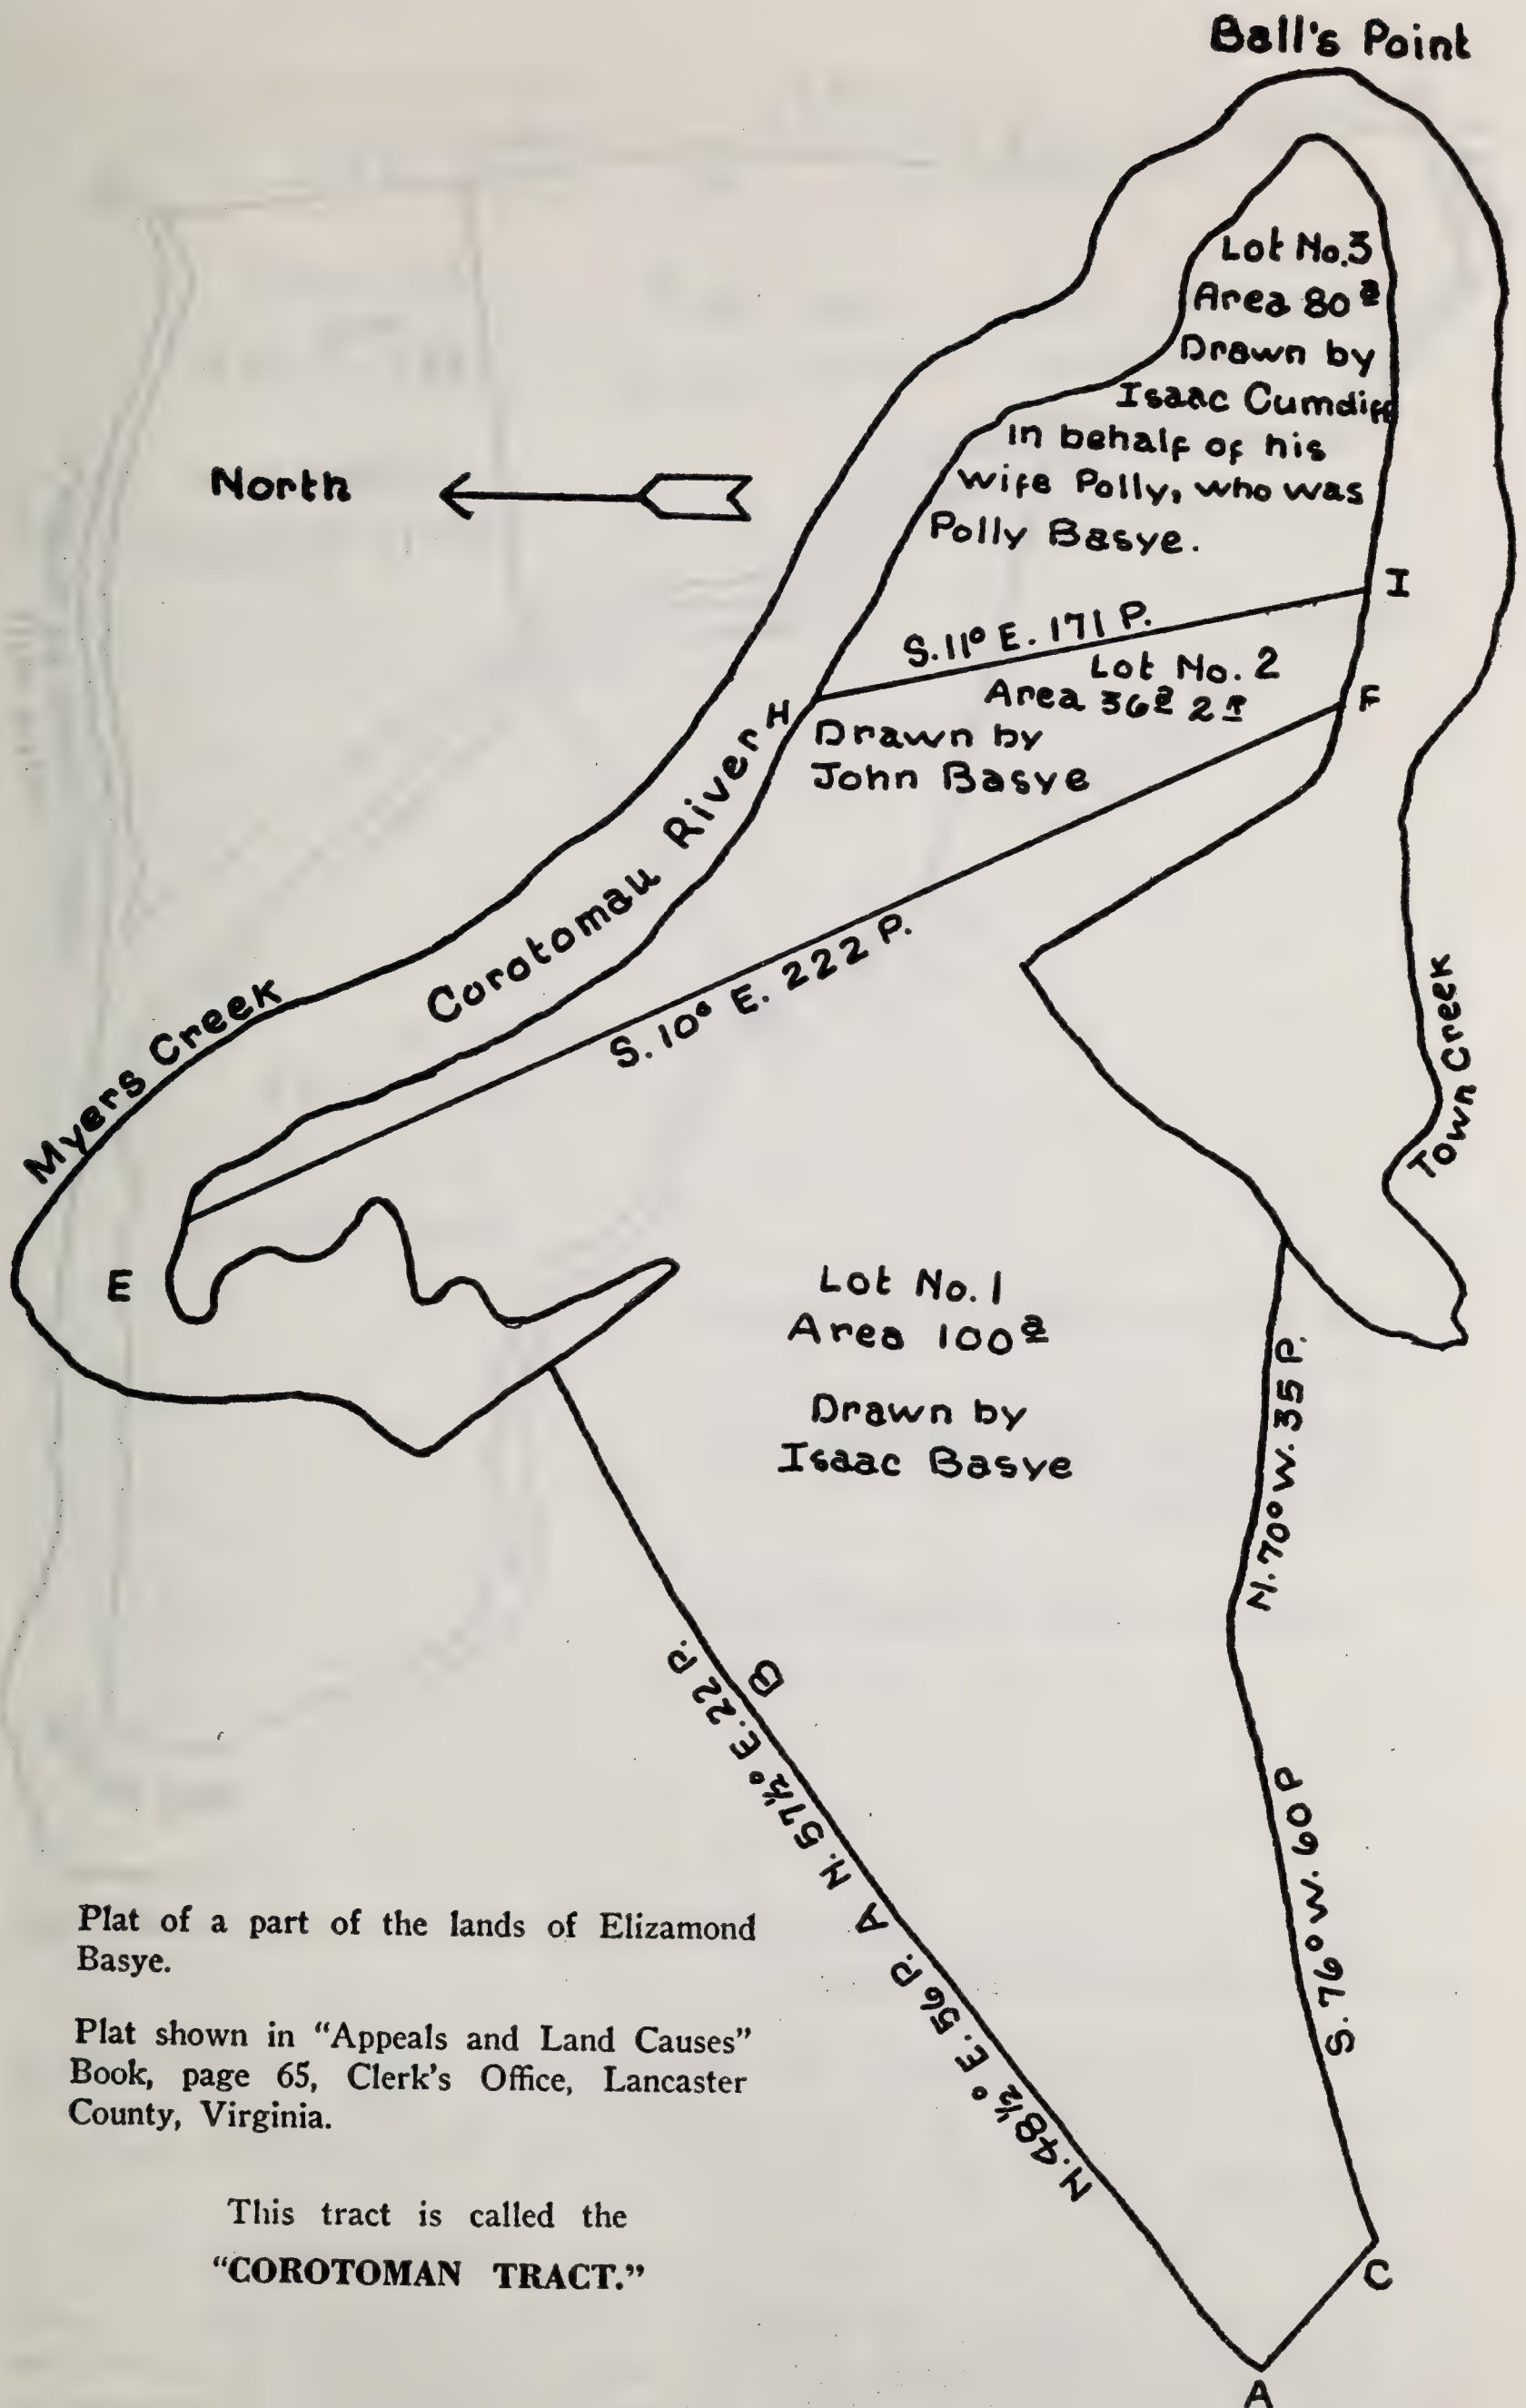 Ball's Point
Lot No.3
Area 80ª
Drawn by
Isaac Cumdiff
in behalf of his
wife Polly, who was
Polly Basye.
North
I
S.11° E. 171 P.
Lot No. 2
Area 36ª 2ʳ
F
H
Drawn by
John Basye
Corotomau River
S. 10° E. 222 P.
Myers Creek
Town Creek
E
Lot No. 1
Area 100ª
Drawn by
Isaac Basye
N. 70° W. 35 P.
B
N. 57½° E. 22 P.
S. 76° W. 60 P
A
N. 48½° E. 56 P.
Plat of a part of the lands of Elizamond
Basye.
Plat shown in “Appeals and Land Causes”
Book, page 65, Clerk's Office, Lancaster
County, Virginia.
This tract is called the
“COROTOMAN TRACT.”
C
A